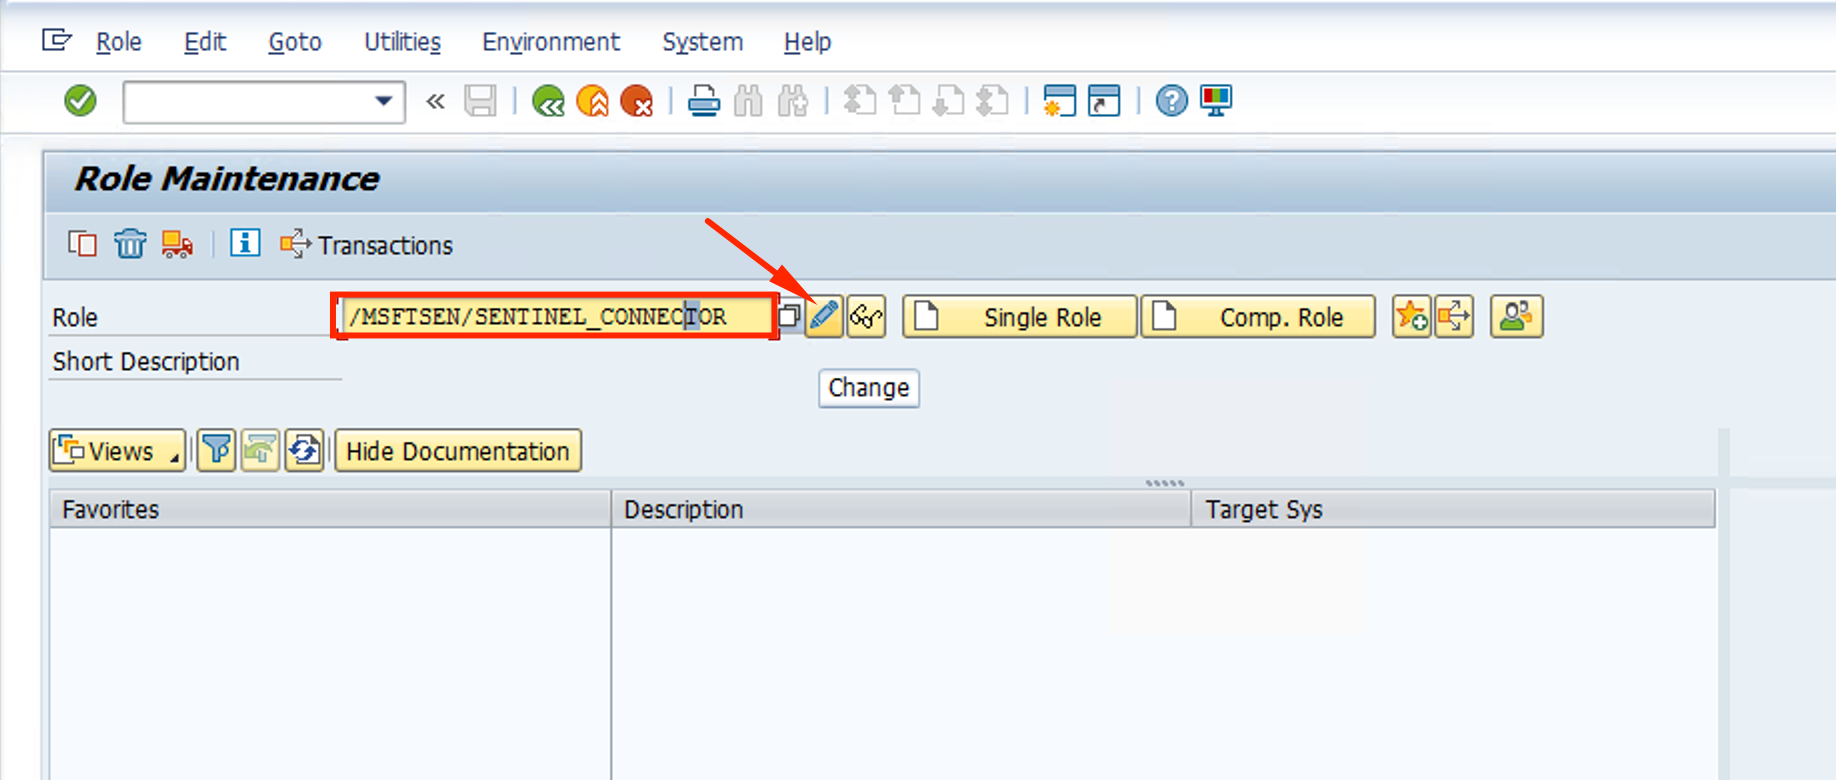 Role Edit Goto Utilities Environment System Help
Role Maintenance
Transactions
Role /MSFTSEN/SENTINEL_CONNECTOR Single Role Comp. Role
Short Description
Change
Views Hide Documentation
Favorites Description Target Sys